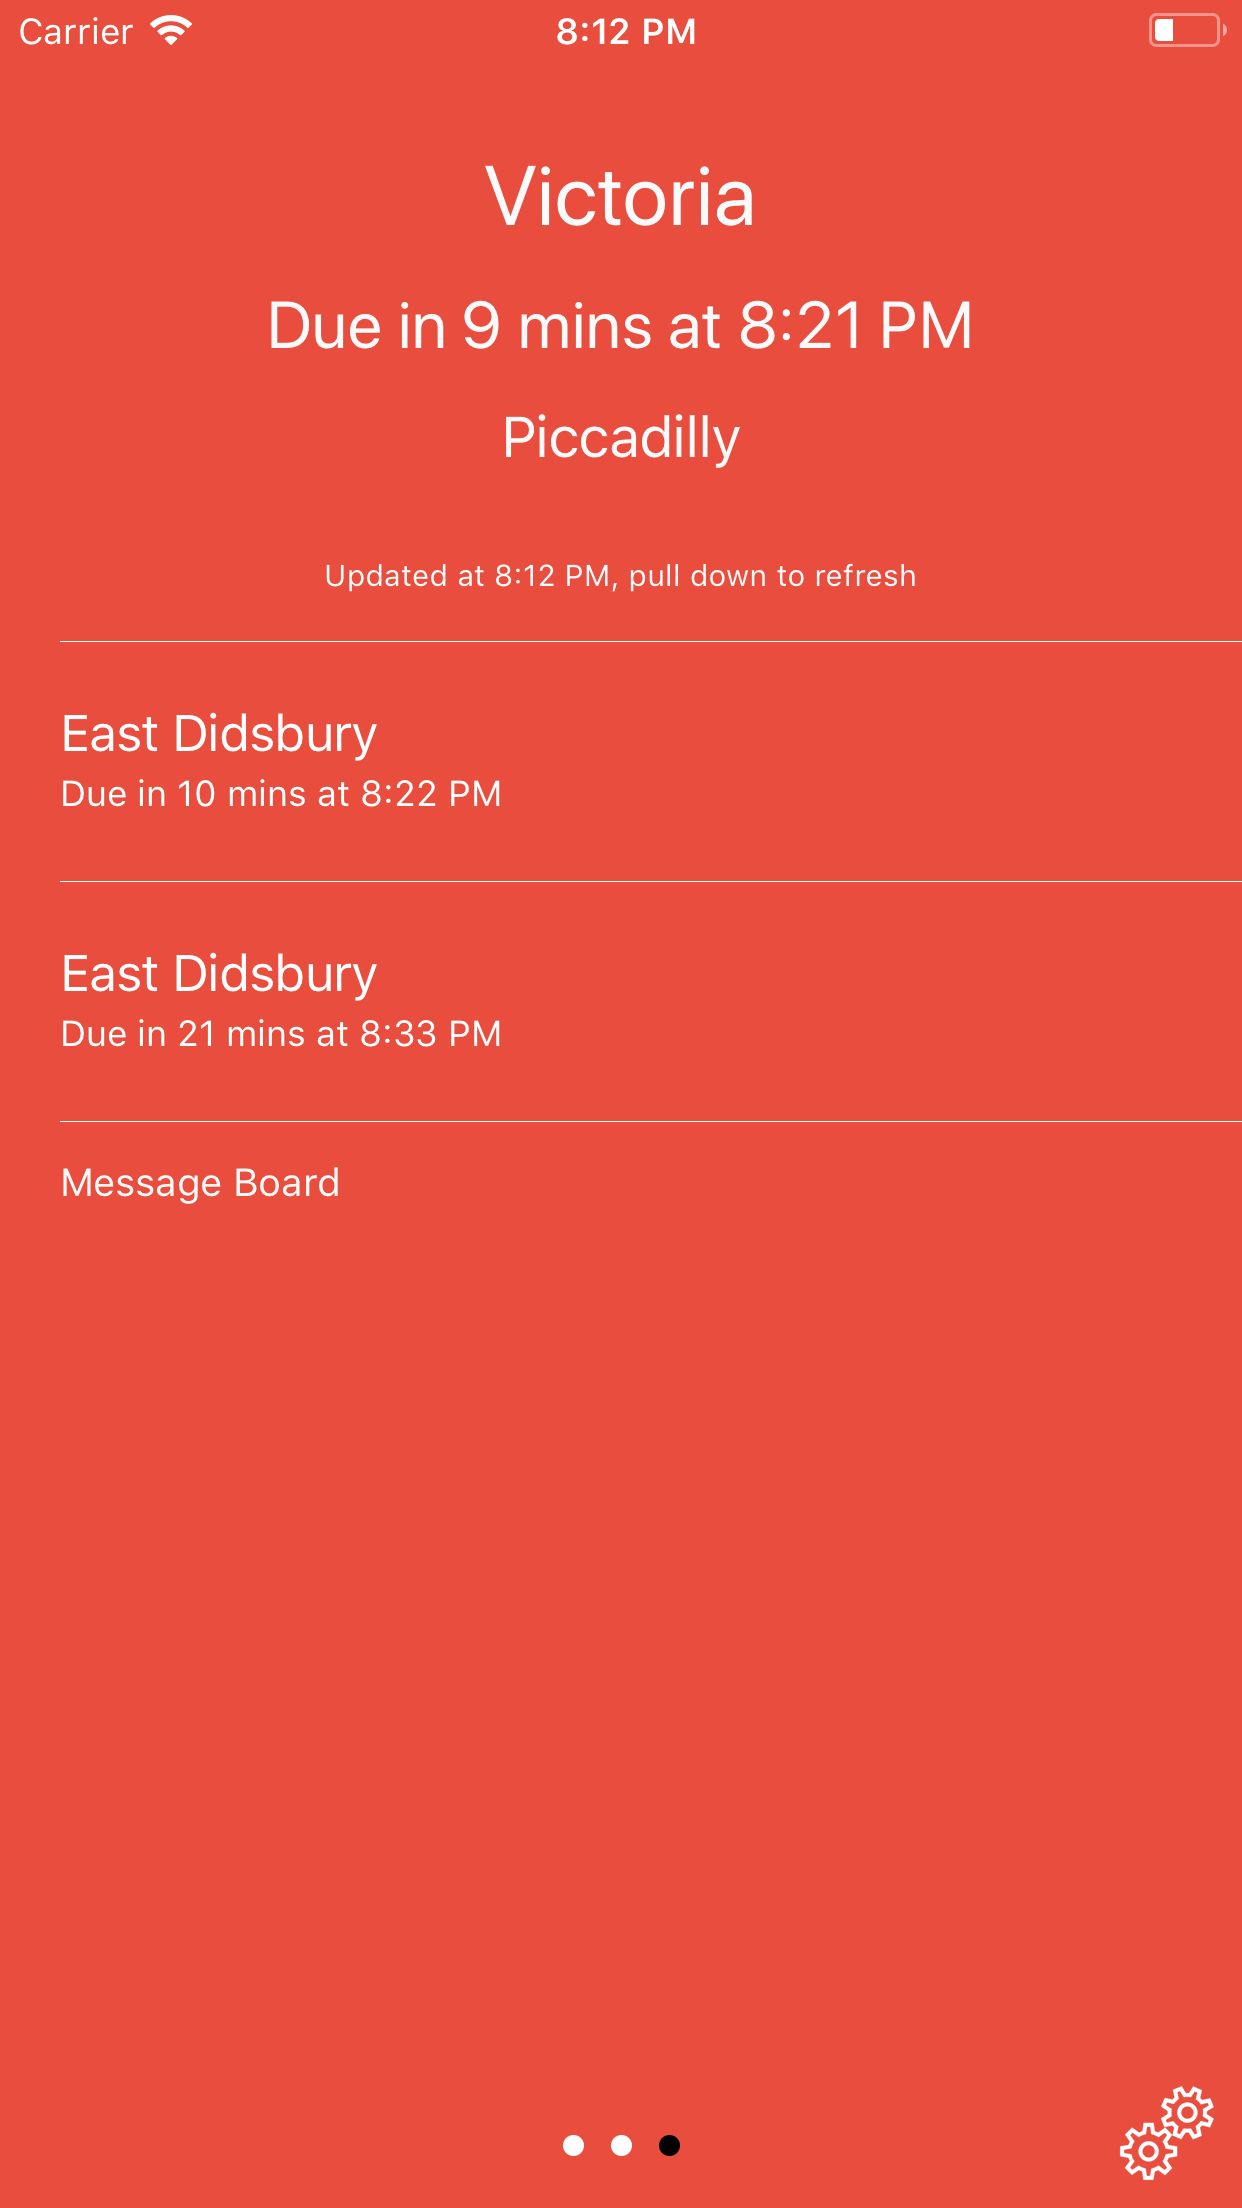 Carrier 8:12 PM
Victoria
Due in 9 mins at 8:21 PM
Piccadilly
Updated at 8:12 PM, pull down to refresh
East Didsbury
Due in 10 mins at 8:22 PM
East Didsbury
Due in 21 mins at 8:33 PM
Message Board